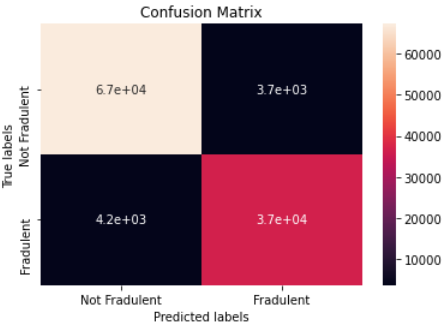 Confusion Matrix
True labels
Not Fradulent
6.7e+04 3.7e+03
Fradulent
4.2e+03 3.7e+04
Not Fradulent Fradulent
Predicted labels
60000
50000
40000
30000
20000
10000